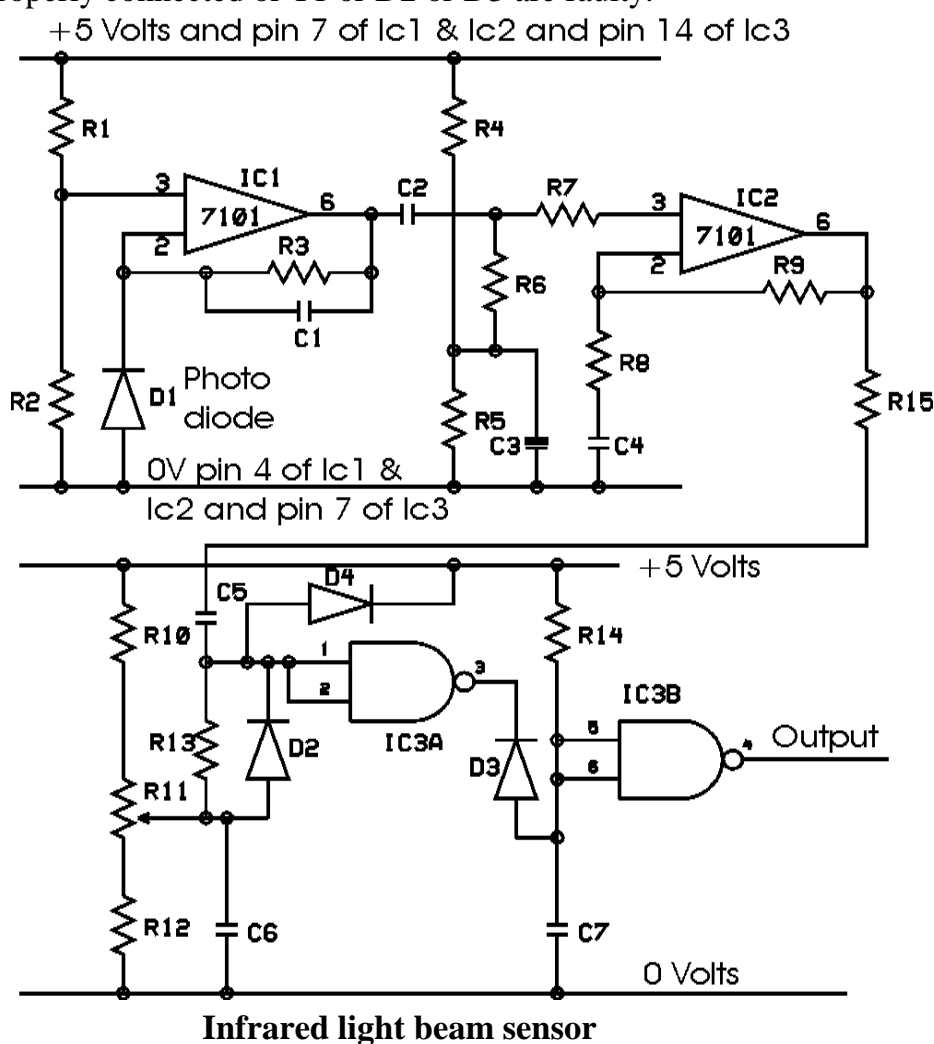 roperly connected or T1 or D2 or D3 are faulty.
+5 Volts and pin 7 of Ic1 & Ic2 and pin 14 of Ic3
R1
R4
3
IC1
7101
6
2
C2
R7
3
IC2
7101
6
2
R3
C1
R6
R9
R8
R2
D1
Photo
diode
R5
C3
C4
R15
0V pin 4 of Ic1 &
Ic2 and pin 7 of Ic3
+5 Volts
D4
C5
R10
R14
1
2
3
IC3A
IC3B
R13
D2
D3
5
6
4
Output
R11
R12
C6
C7
0 Volts
Infrared light beam sensor